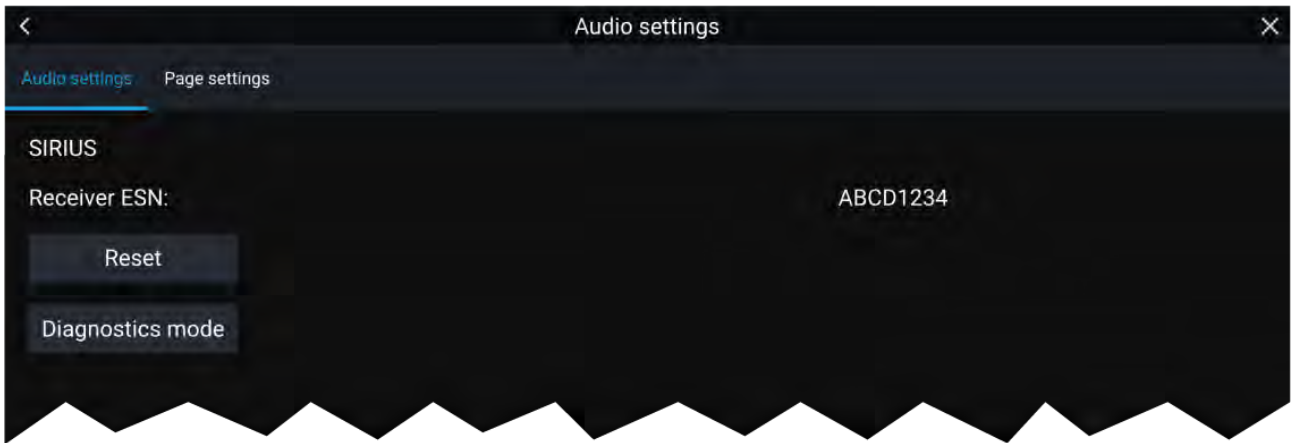 Audio settings
Audio settings Page settings
SIRIUS
Receiver ESN: ABCD1234
Reset
Diagnostics mode